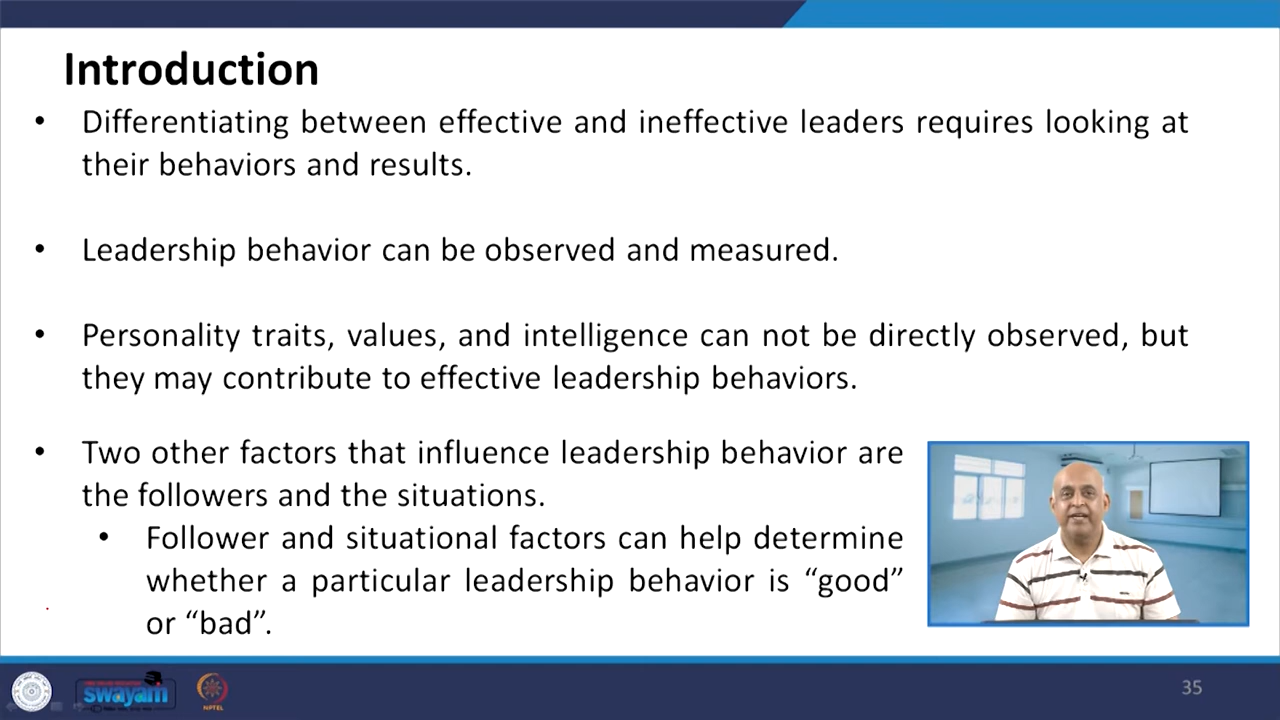 Introduction
• Differentiating between effective and ineffective leaders requires looking at
their behaviors and results.
• Leadership behavior can be observed and measured.
• Personality traits, values, and intelligence can not be directly observed, but
they may contribute to effective leadership behaviors.
• Two other factors that influence leadership behavior are
the followers and the situations.
• Follower and situational factors can help determine
whether a particular leadership behavior is “good”
or “bad”.
swayam
NPTEL
35